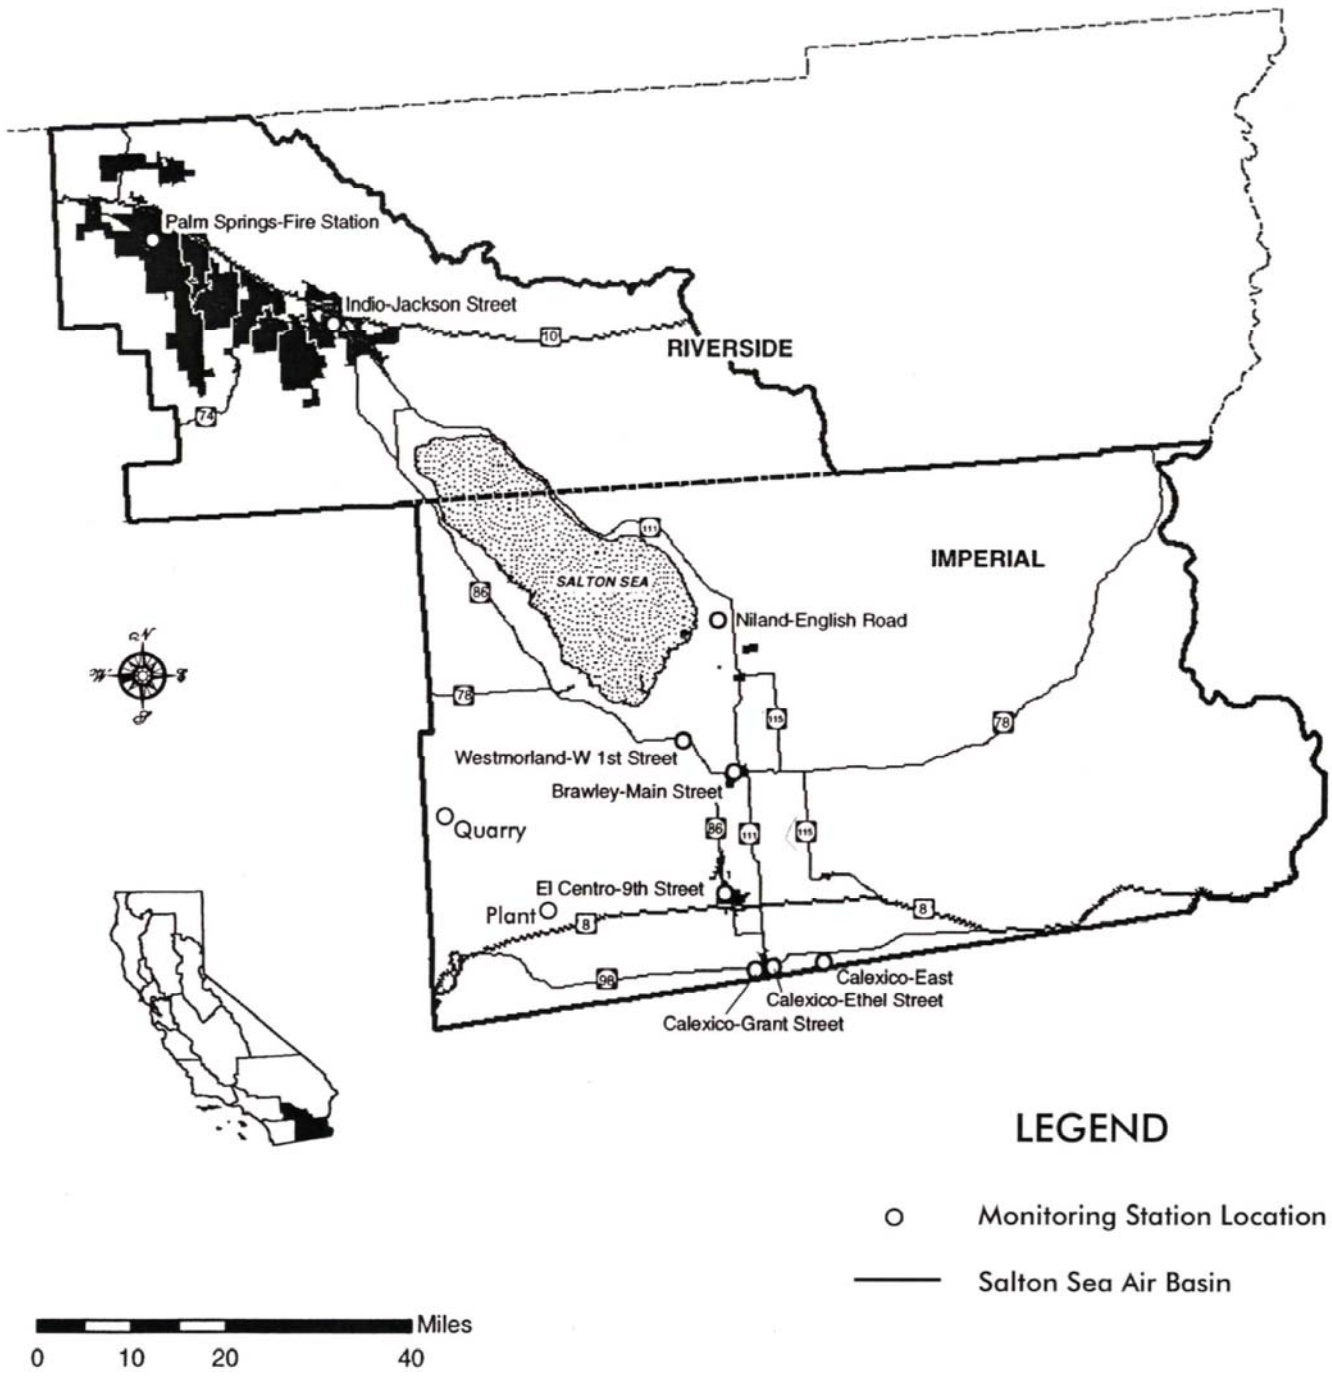 Palm Springs-Fire Station
Indio-Jackson Street
10
RIVERSIDE
74
111
IMPERIAL
SALTON SEA
86
Niland-English Road
N
78
115
78
Westmorland-W 1st Street
Brawley-Main Street
Quarry
86
111
115
El Centro-9th Street
Plant
8
8
98
Calexico-East
Calexico-Ethel Street
Calexico-Grant Street
LEGEND
Monitoring Station Location
Salton Sea Air Basin
Miles
0 10 20 40